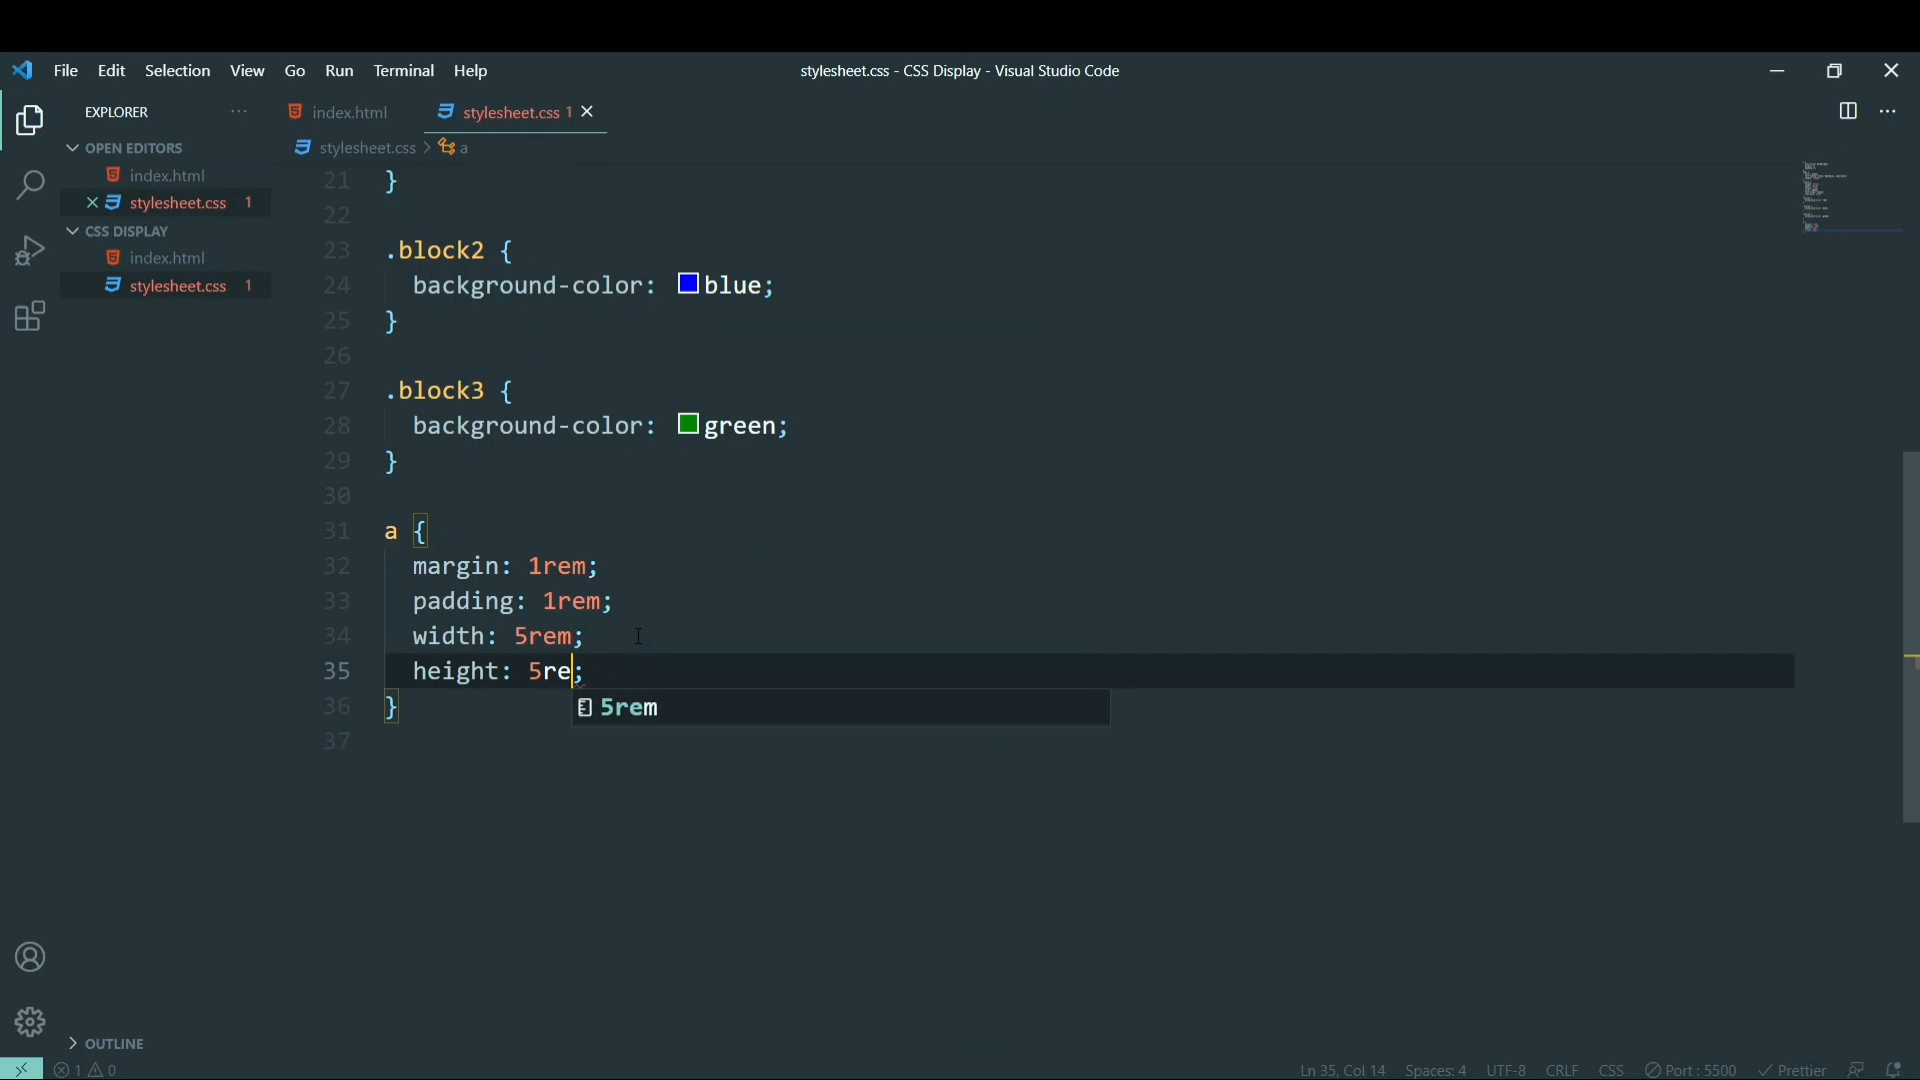 File Edit Selection View Go Run Terminal Help
stylesheet.css - CSS Display - Visual Studio Code
EXPLORER
OPEN EDITORS
index.html
stylesheet.css 1
CSS DISPLAY
index.html
stylesheet.css 1
OUTLINE
index.html
stylesheet.css 1
stylesheet.css > a
21 }
22
23 .block2 {
24 background-color: blue;
25 }
26
27 .block3 {
28 background-color: green;
29 }
30
31 a {
32 margin: 1rem;
33 padding: 1rem;
34 width: 5rem;
35 height: 5re;
5rem
36 }
37
1 0
Ln 35, Col 14 Spaces: 4 UTF-8 CRLF CSS Port : 5500 Prettier